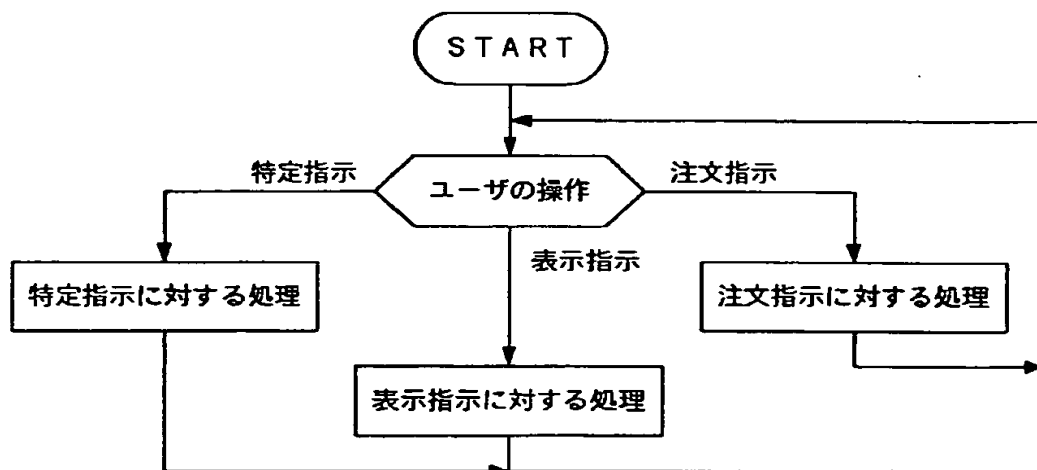 START
特定指示
ユーザの操作
注文指示
表示指示
特定指示に対する処理
注文指示に対する処理
表示指示に対する処理